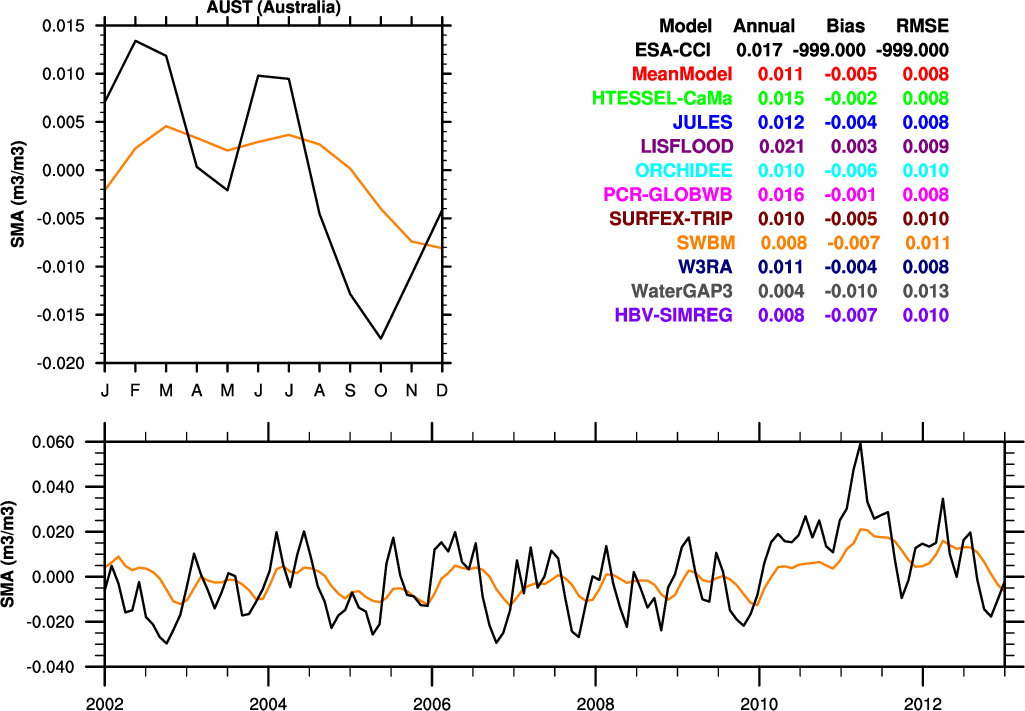 AUST (Australia)
0.015
0.010
0.005
0.000
-0.005
-0.010
-0.015
-0.020
SMA (m3/m3)
J F M A M J J A S O N D
Model Annual Bias RMSE
ESA-CCI 0.017 -999.000 -999.000
MeanModel 0.011 -0.005 0.008
HTESSEL-CaMa 0.015 -0.002 0.008
JULES 0.012 -0.004 0.008
LISFLOOD 0.021 0.003 0.009
ORCHIDEE 0.010 -0.006 0.010
PCR-GLOBWB 0.016 -0.001 0.008
SURFEX-TRIP 0.010 -0.005 0.010
SWBM 0.008 -0.007 0.011
W3RA 0.011 -0.004 0.008
WaterGAP3 0.004 -0.010 0.013
HBV-SIMREG 0.008 -0.007 0.010
0.060
0.040
0.020
0.000
-0.020
-0.040
SMA (m3/m3)
2002 2004 2006 2008 2010 2012